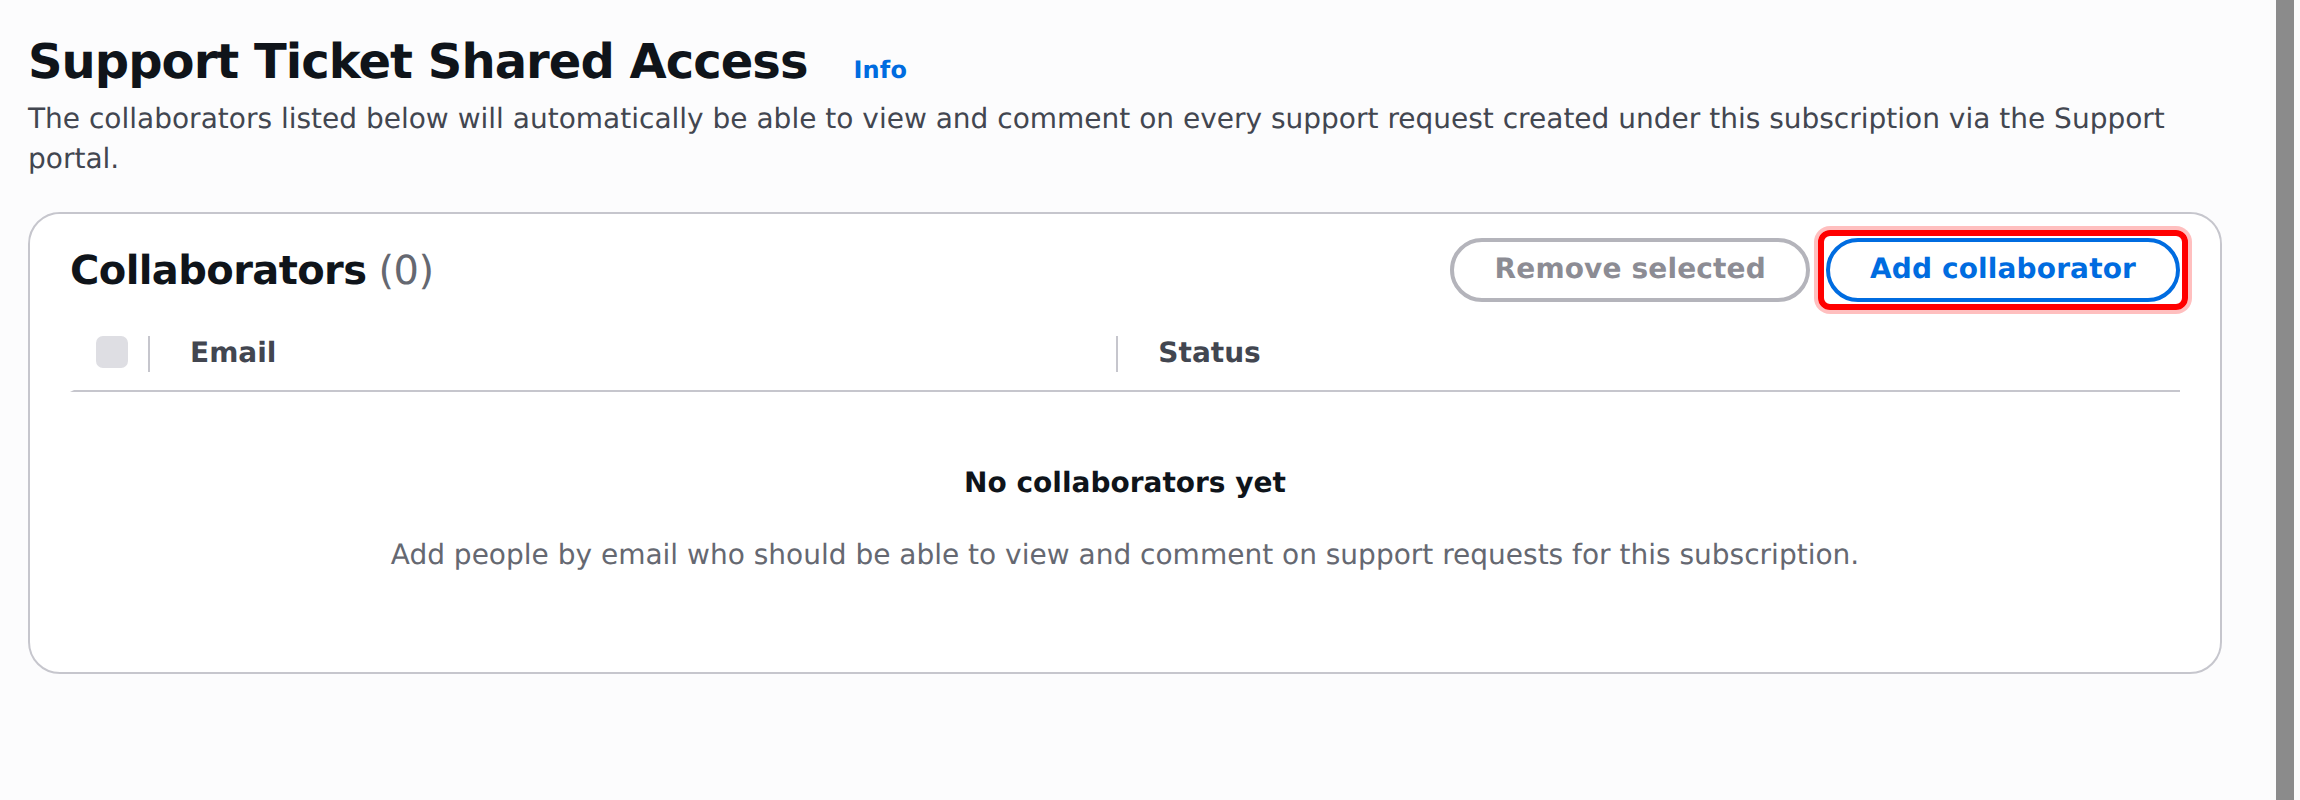 Support Ticket Shared Access Info
The collaborators listed below will automatically be able to view and comment on every support request created under this subscription via the Support
portal.
Collaborators (0)
Remove selected
Add collaborator
Email
Status
No collaborators yet
Add people by email who should be able to view and comment on support requests for this subscription.